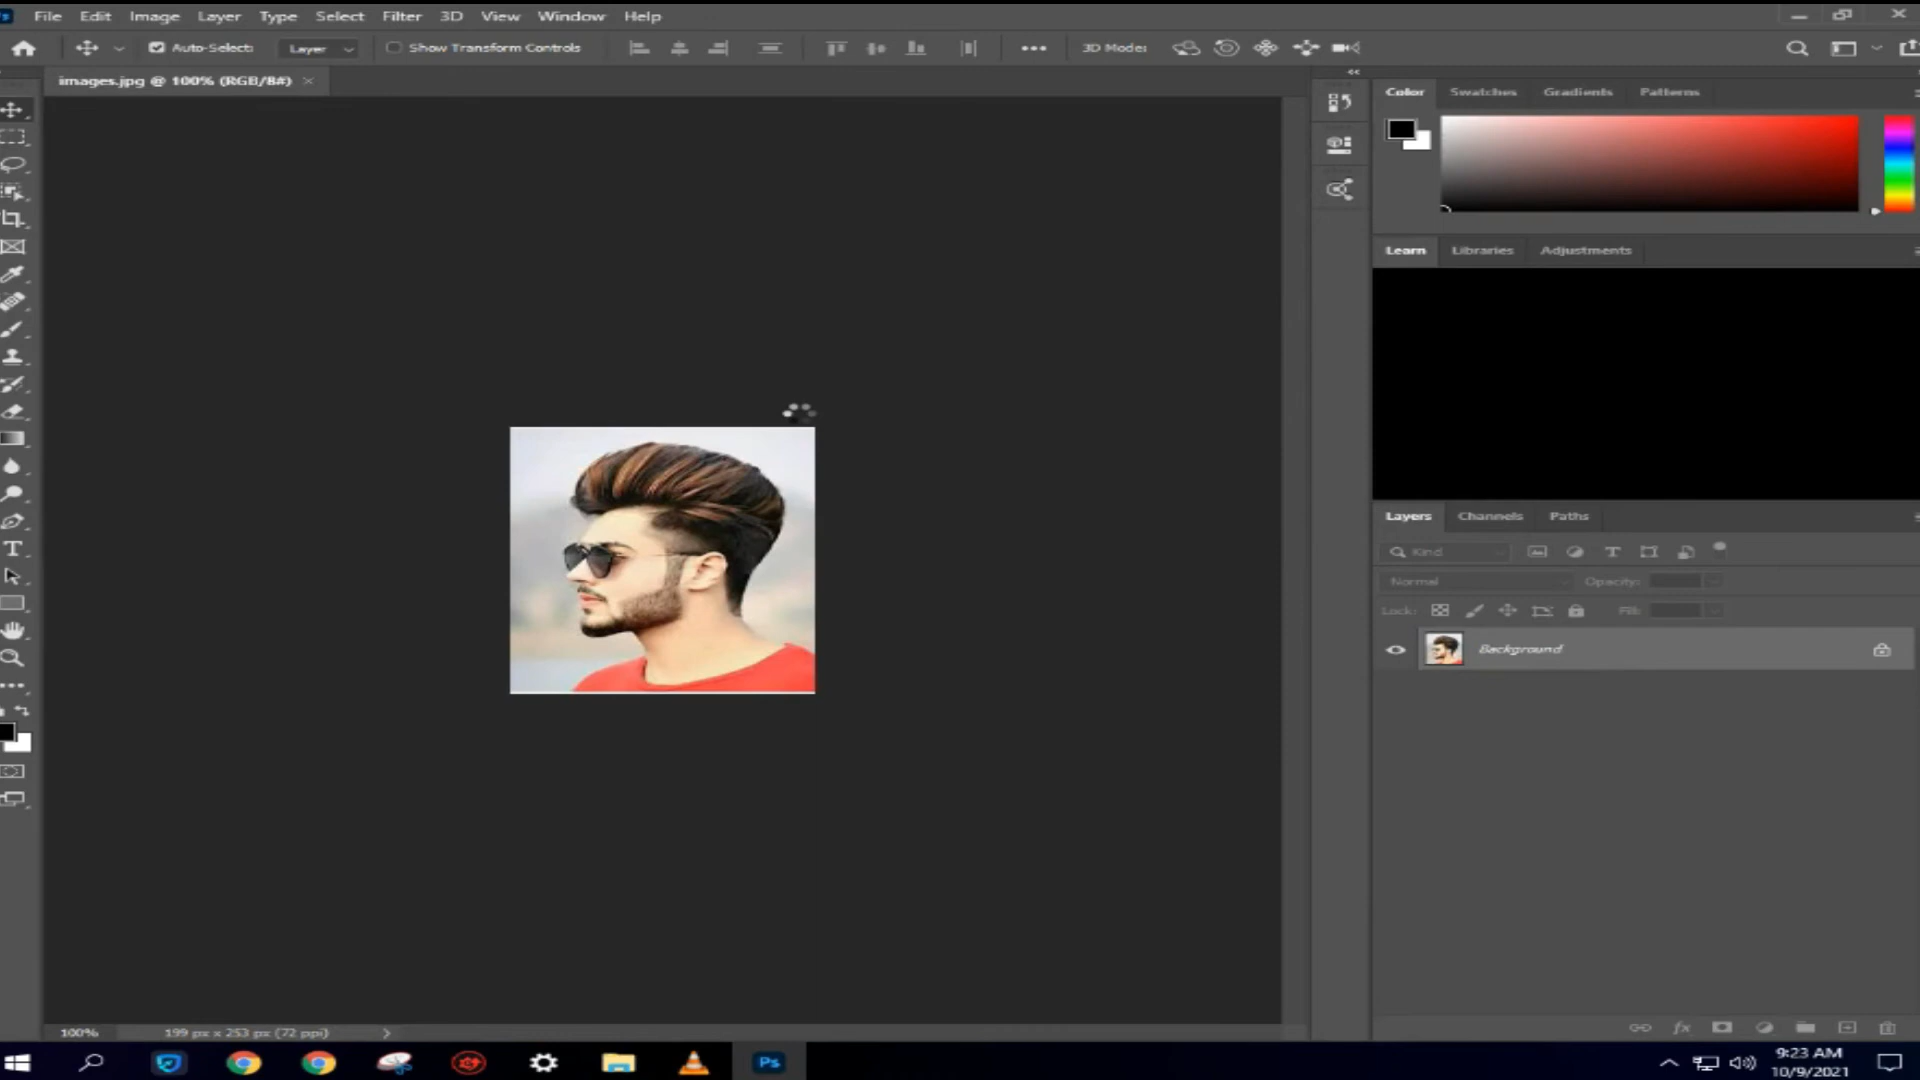 File Edit Image Layer Type Select Filter 3D View Window Help
Auto-Select: Layer Show Transform Controls 3D Mode:
images.jpg @ 100% (RGB/8#)
Color Swatches Gradients Patterns
Learn Libraries Adjustments
Layers Channels Paths
Kind
Normal Opacity:
Lock: Fill:
Background
fx
100% 199 px x 253 px (72 ppi)
Ps 9:23 AM
10/9/2021